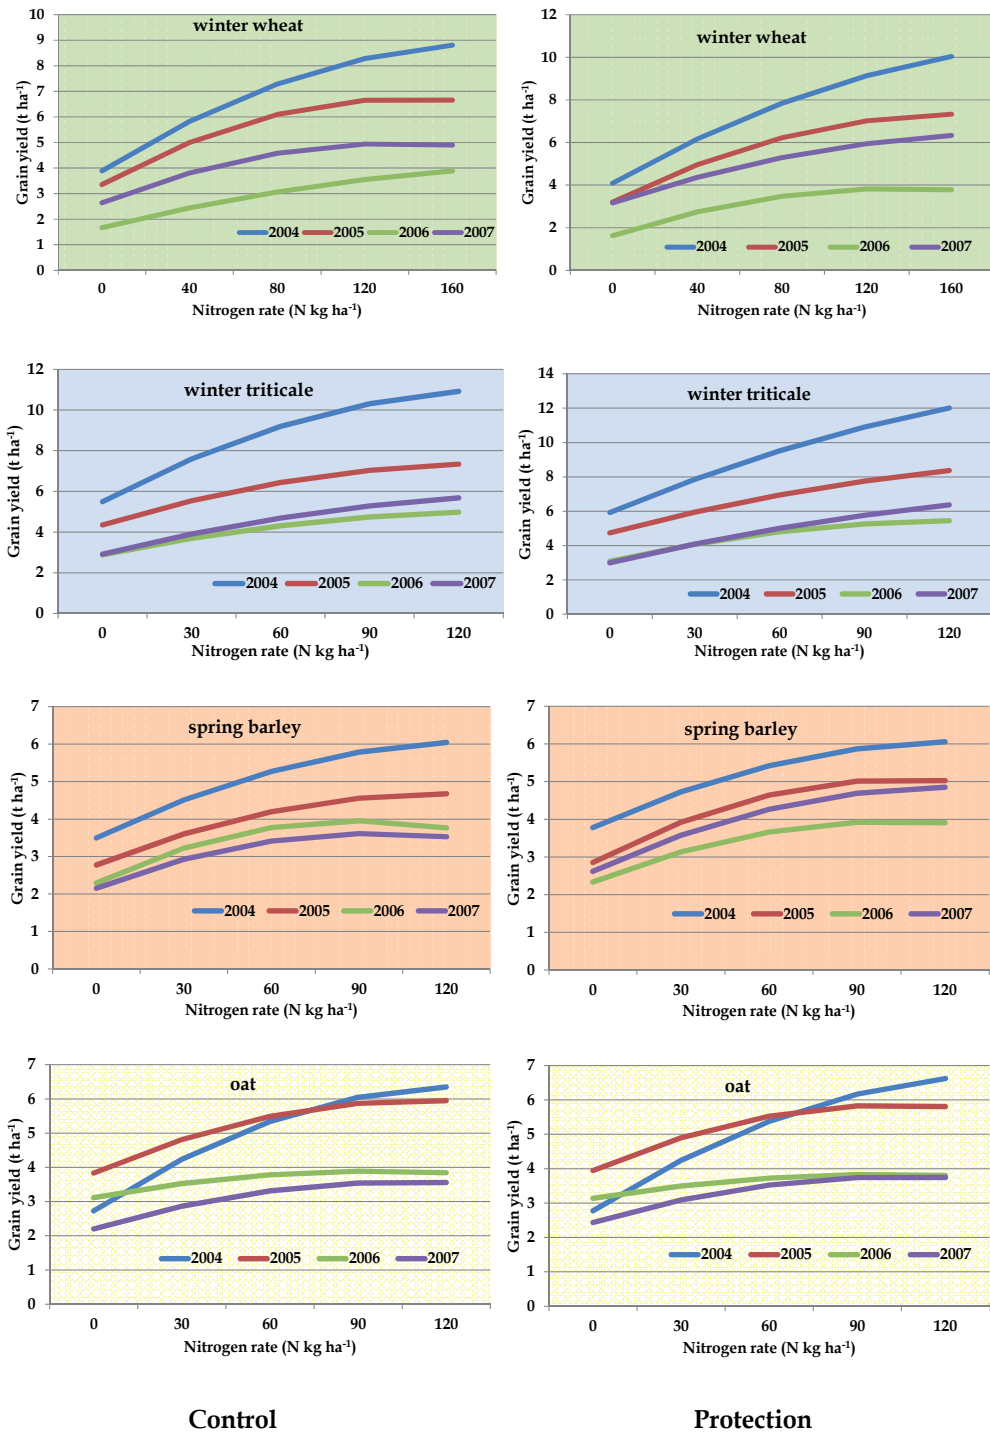 winter wheat
Grain yield (t ha-1)
10
9
8
7
6
5
4
3
2
1
0
2004 2005 2006 2007
0 40 80 120 160
Nitrogen rate (N kg ha-1)
winter wheat
Grain yield (t ha-1)
12
10
8
6
4
2
0
2004 2005 2006 2007
0 40 80 120 160
Nitrogen rate (N kg ha-1)
winter triticale
Grain yield (t ha-1)
12
10
8
6
4
2
0
2004 2005 2006 2007
0 30 60 90 120
Nitrogen rate (N kg ha-1)
winter triticale
Grain yield (t ha-1)
14
12
10
8
6
4
2
0
2004 2005 2006 2007
0 30 60 90 120
Nitrogen rate (N kg ha-1)
spring barley
Grain yield (t ha-1)
7
6
5
4
3
2
1
0
2004 2005 2006 2007
0 30 60 90 120
Nitrogen rate (N kg ha-1)
spring barley
Grain yield (t ha-1)
7
6
5
4
3
2
1
0
2004 2005 2006 2007
0 30 60 90 120
Nitrogen rate (N kg ha-1)
oat
Grain yield (t ha-1)
7
6
5
4
3
2
1
0
2004 2005 2006 2007
0 30 60 90 120
Nitrogen rate (N kg ha-1)
oat
Grain yield (t ha-1)
7
6
5
4
3
2
1
0
2004 2005 2006 2007
0 30 60 90 120
Nitrogen rate (N kg ha-1)
Control
Protection